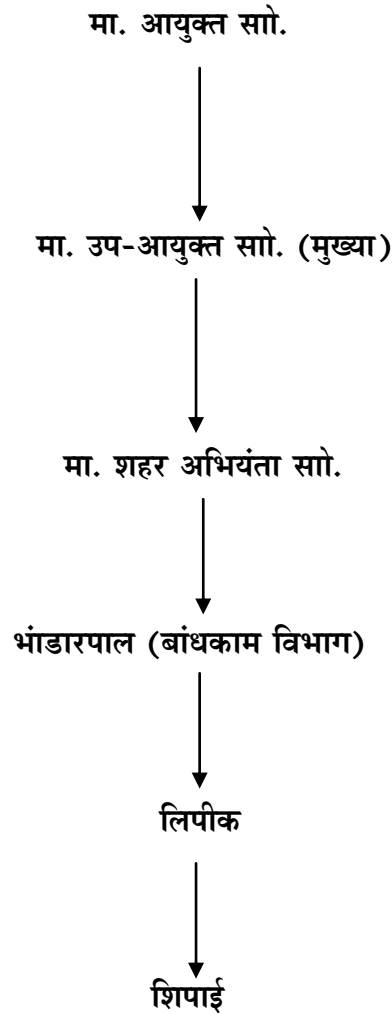 मा. आयुक्त साो.
मा. उप-आयुक्त साो. (मुख्या)
मा. शहर अभियंता साो.
भांडारपाल (बांधकाम विभाग)
लिपीक
शिपाई